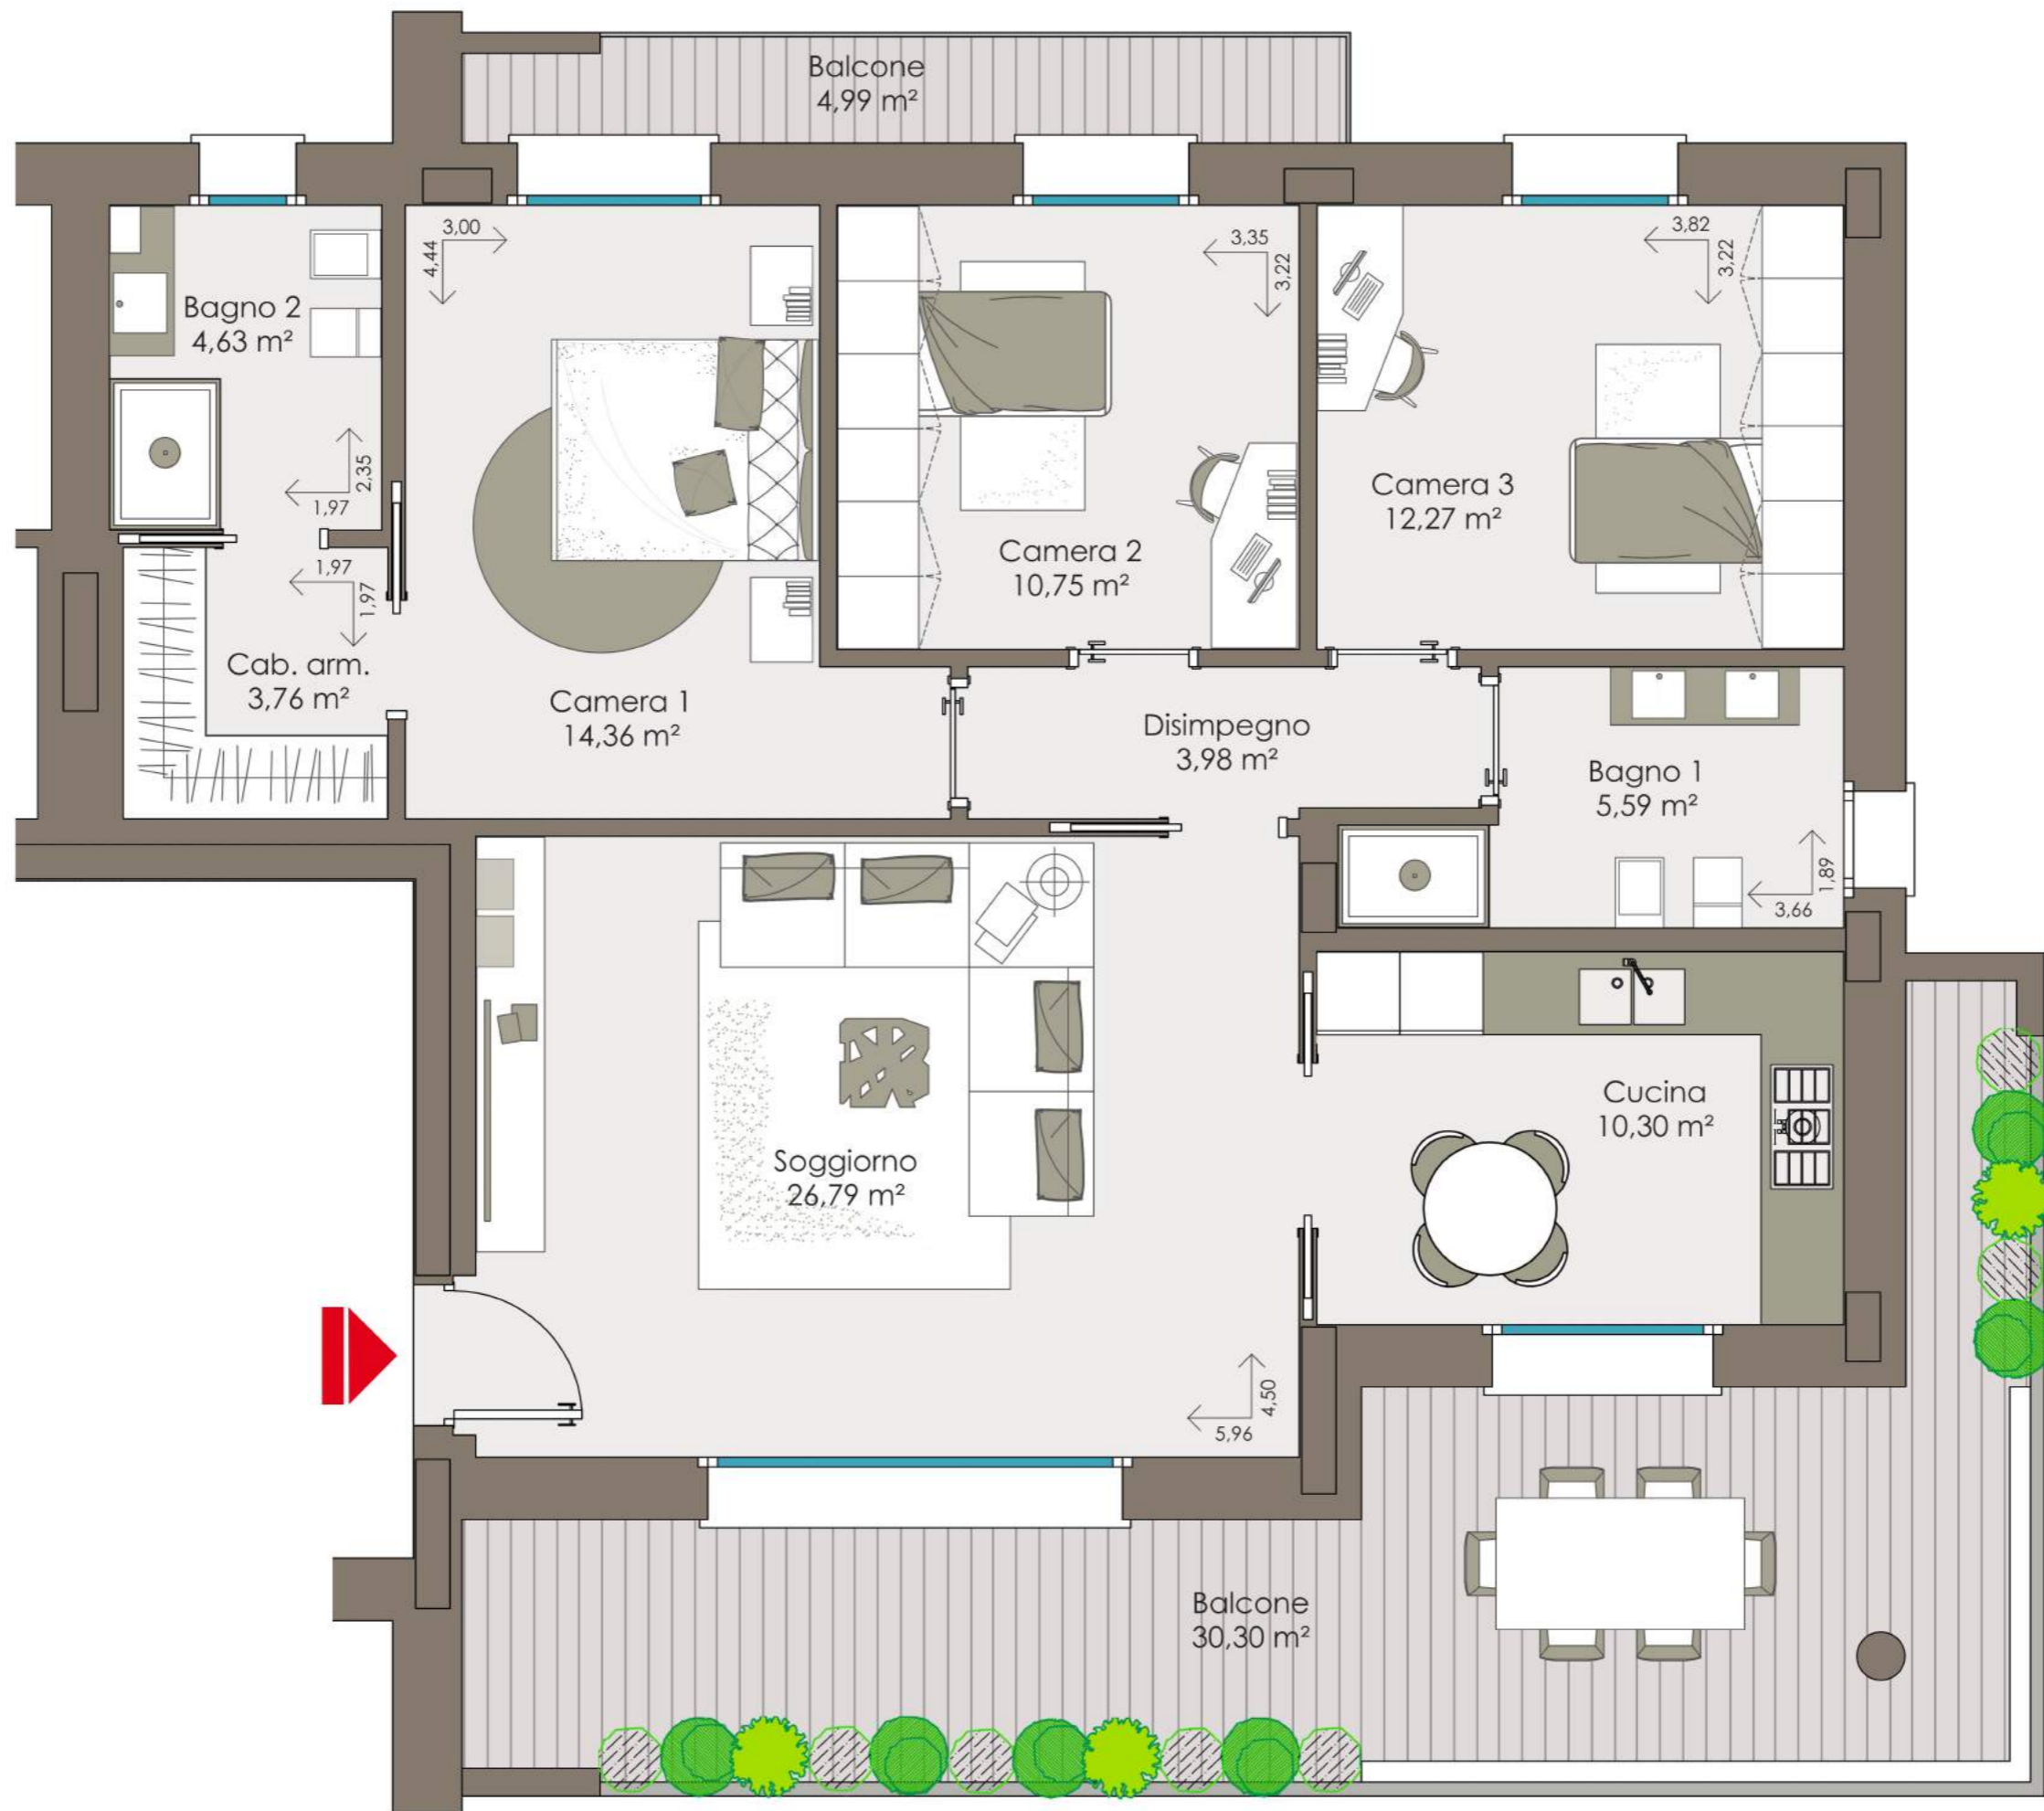 Balcone
4,99 m²
3,00
4,44
3,35
3,22
3,82
3,22
Bagno 2
4,63 m²
2,35
1,97
Camera 3
12,27 m²
Camera 2
10,75 m²
1,97
1,97
Cab. arm.
3,76 m²
Camera 1
14,36 m²
Disimpegno
3,98 m²
Bagno 1
5,59 m²
1,89
3,66
Cucina
10,30 m²
Soggiorno
26,79 m²
4,50
5,96
Balcone
30,30 m²